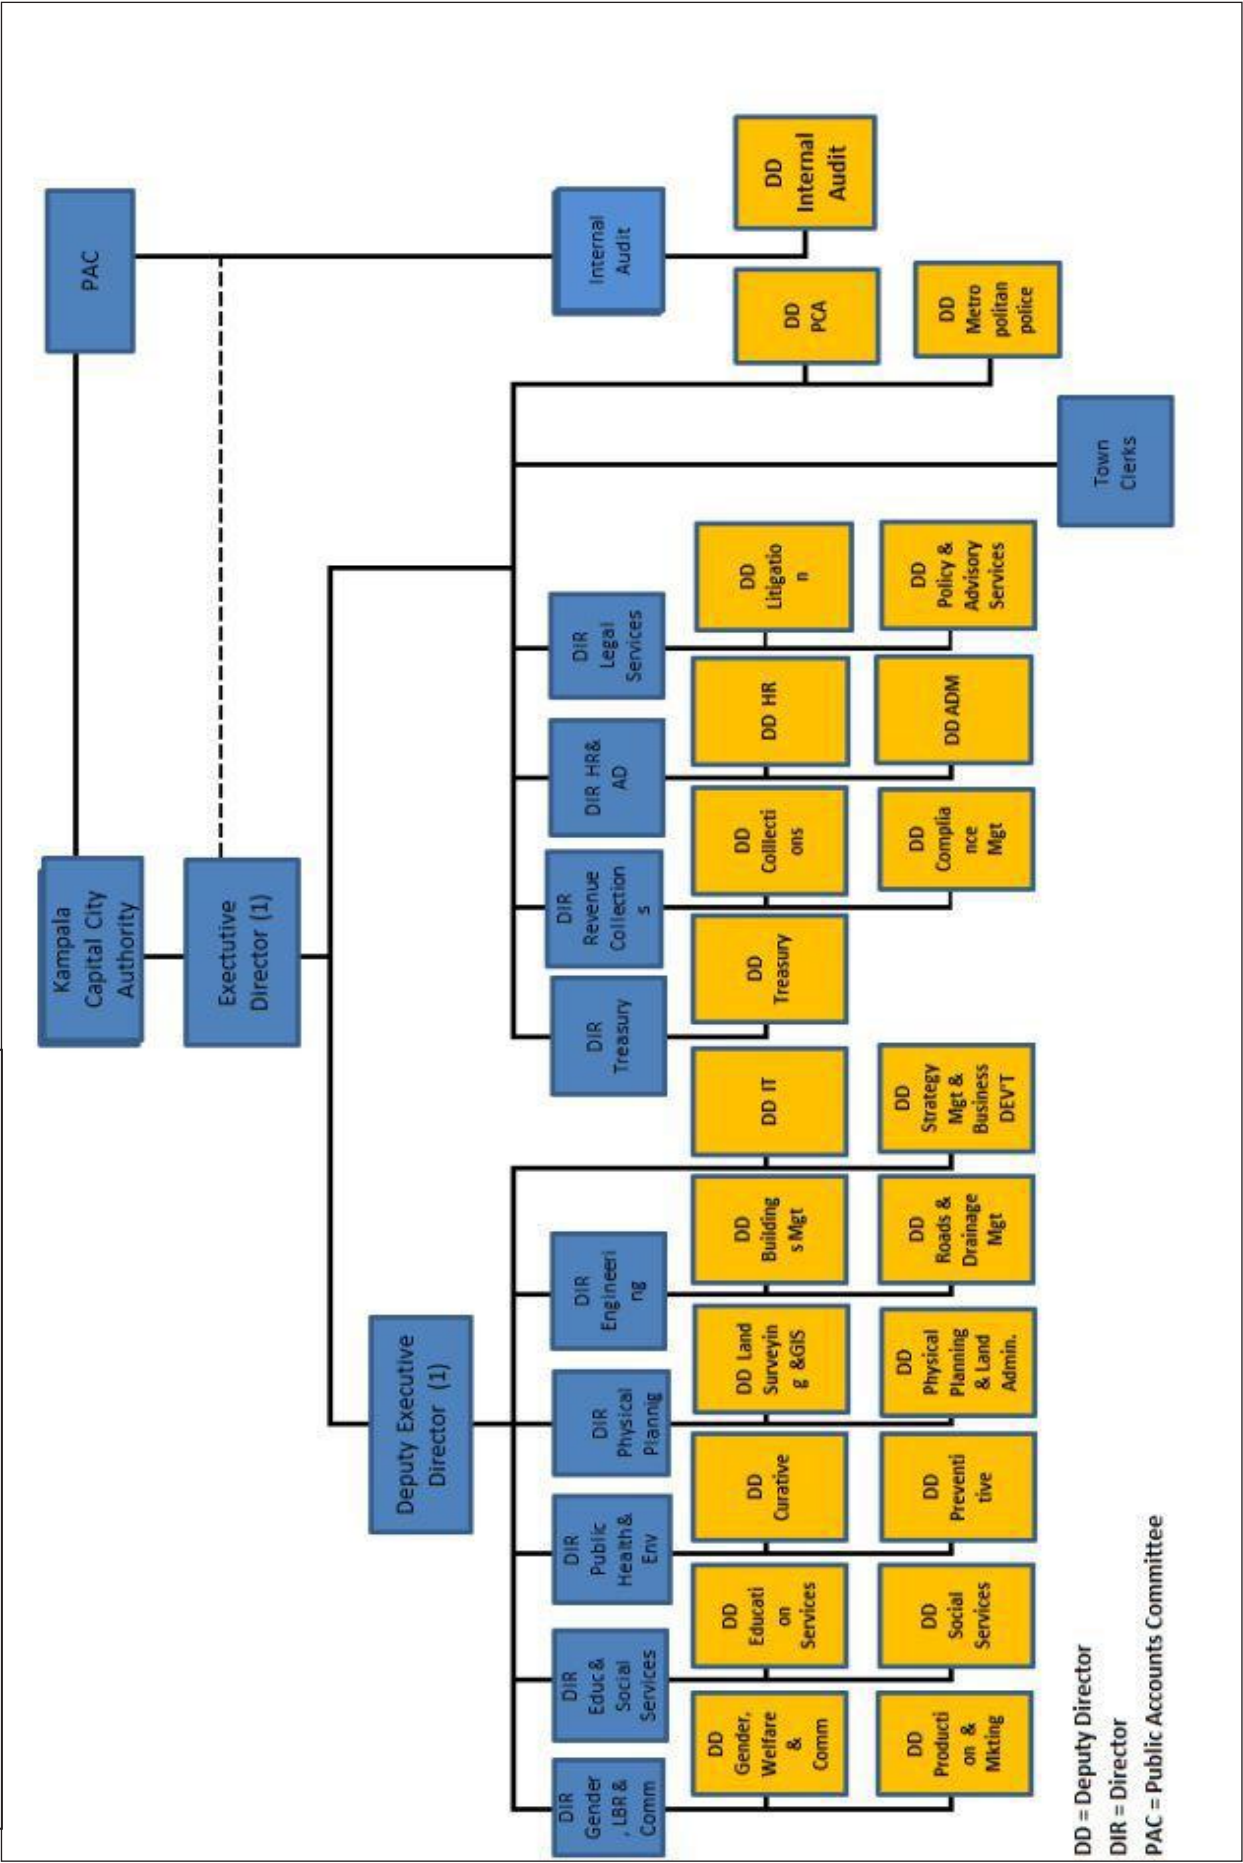 Kampala
Capital City
Authority
PAC
Exectutive
Director (1)
Deputy Executive
Director (1)
DIR
Gender
, LBR &
Comm
DIR
Educ &
Social
Services
DIR
Public
Health &
Env
DIR
Physical
Plannig
DIR
Engineeri
ng
DIR
Treasury
DIR
Revenue
Collection
s
DIR HR&
AD
DIR
Legal
Services
Internal
Audit
DD
Gender,
Welfare
&
Comm
DD
Educati
on
Services
DD
Curative
DD Land
Surveyin
g &GIS
DD
Building
s Mgt
DD IT
DD
Treasury
DD
Colllecti
ons
DD HR
DD
Litigatio
n
DD
PCA
DD
Internal
Audit
DD
Producti
on &
Mkting
DD
Social
Services
DD
Preventi
tive
DD
Physical
Planning
& Land
Admin.
DD
Roads &
Drainage
Mgt
DD
Strategy
Mgt &
Business
DEV'T
DD
Complia
nce
Mgt
DD ADM
DD
Policy &
Advisory
Services
DD
Metro
politan
police
Town
Clerks
DD = Deputy Director
DIR = Director
PAC = Public Accounts Committee